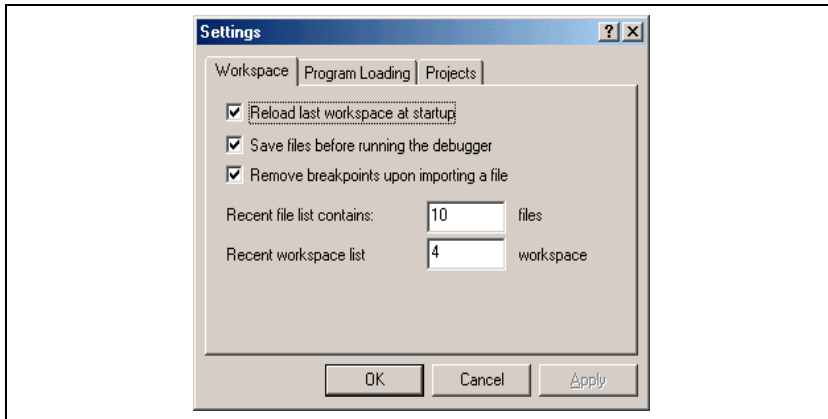 Settings
Workspace Program Loading Projects
Reload last workspace at startup
Save files before running the debugger
Remove breakpoints upon importing a file
Recent file list contains: 10 files
Recent workspace list 4 workspace
OK Cancel Apply